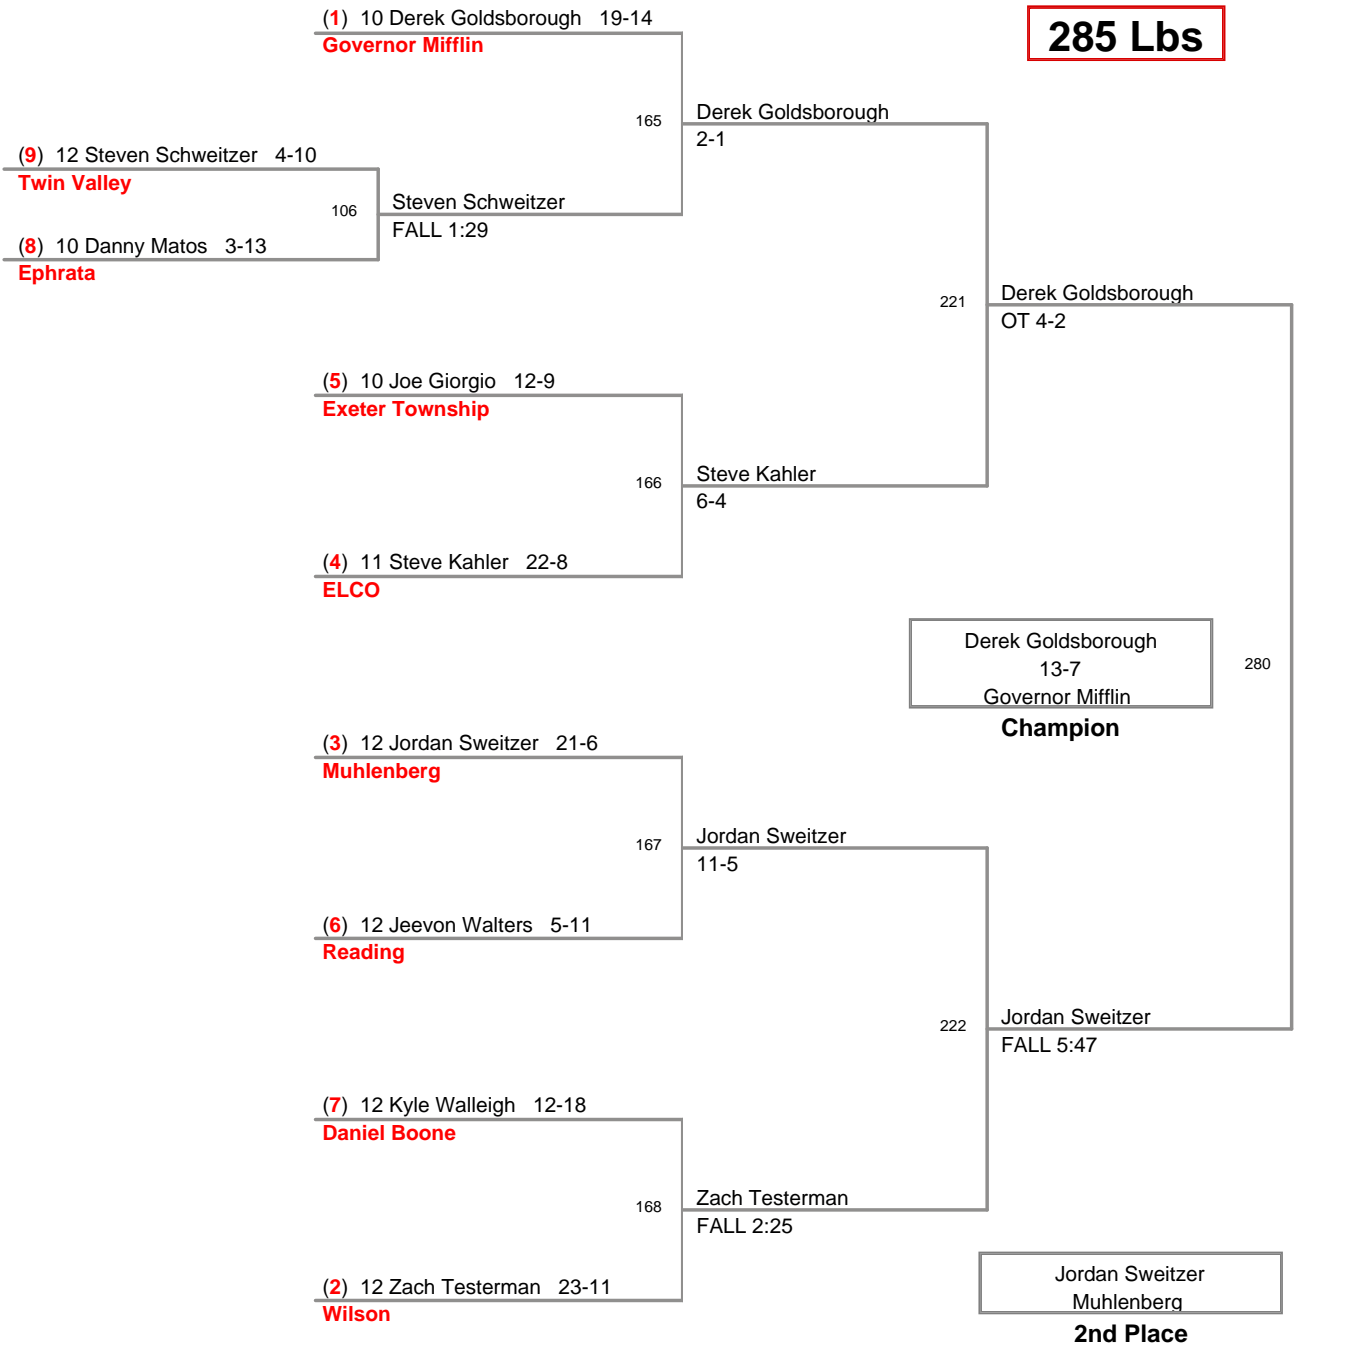 (1) 10 Derek Goldsborough 19-14
Governor Mifflin
285 Lbs
165
Derek Goldsborough
2-1
(9) 12 Steven Schweitzer 4-10
Twin Valley
106
Steven Schweitzer
FALL 1:29
(8) 10 Danny Matos 3-13
Ephrata
221
Derek Goldsborough
OT 4-2
(5) 10 Joe Giorgio 12-9
Exeter Township
166
Steve Kahler
6-4
(4) 11 Steve Kahler 22-8
ELCO
Derek Goldsborough
13-7
Governor Mifflin
Champion
280
(3) 12 Jordan Sweitzer 21-6
Muhlenberg
167
Jordan Sweitzer
11-5
(6) 12 Jeevon Walters 5-11
Reading
222
Jordan Sweitzer
FALL 5:47
(7) 12 Kyle Walleigh 12-18
Daniel Boone
168
Zach Testerman
FALL 2:25
(2) 12 Zach Testerman 23-11
Wilson
Jordan Sweitzer
Muhlenberg
2nd Place